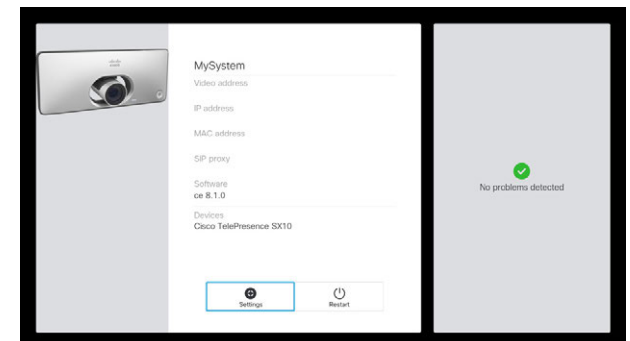 MySystem
Video address
IP address
MAC address
SIP proxy
Software
ce 8.1.0
Devices
Cisco TelePresence SX10
Settings
Restart
No problems detected